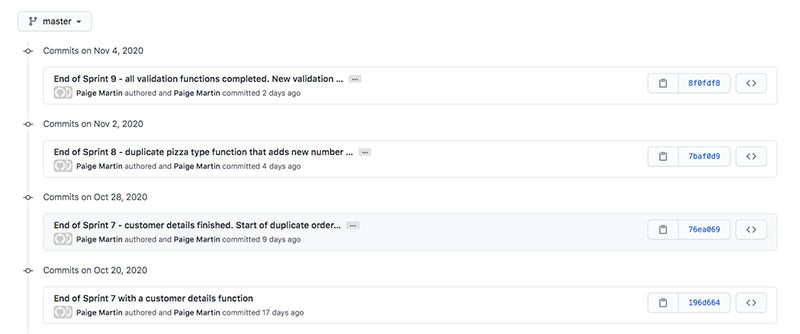 master
Commits on Nov 4, 2020
End of Sprint 9 - all validation functions completed. New validation ... ...
Paige Martin authored and Paige Martin committed 2 days ago
8f0fdf8
Commits on Nov 2, 2020
End of Sprint 8 - duplicate pizza type function that adds new number ... ...
Paige Martin authored and Paige Martin committed 4 days ago
7baf0d9
Commits on Oct 28, 2020
End of Sprint 7 - customer details finished. Start of duplicate order... ...
Paige Martin authored and Paige Martin committed 9 days ago
76ea069
Commits on Oct 20, 2020
End of Sprint 7 with a customer details function
Paige Martin authored and Paige Martin committed 17 days ago
196d664